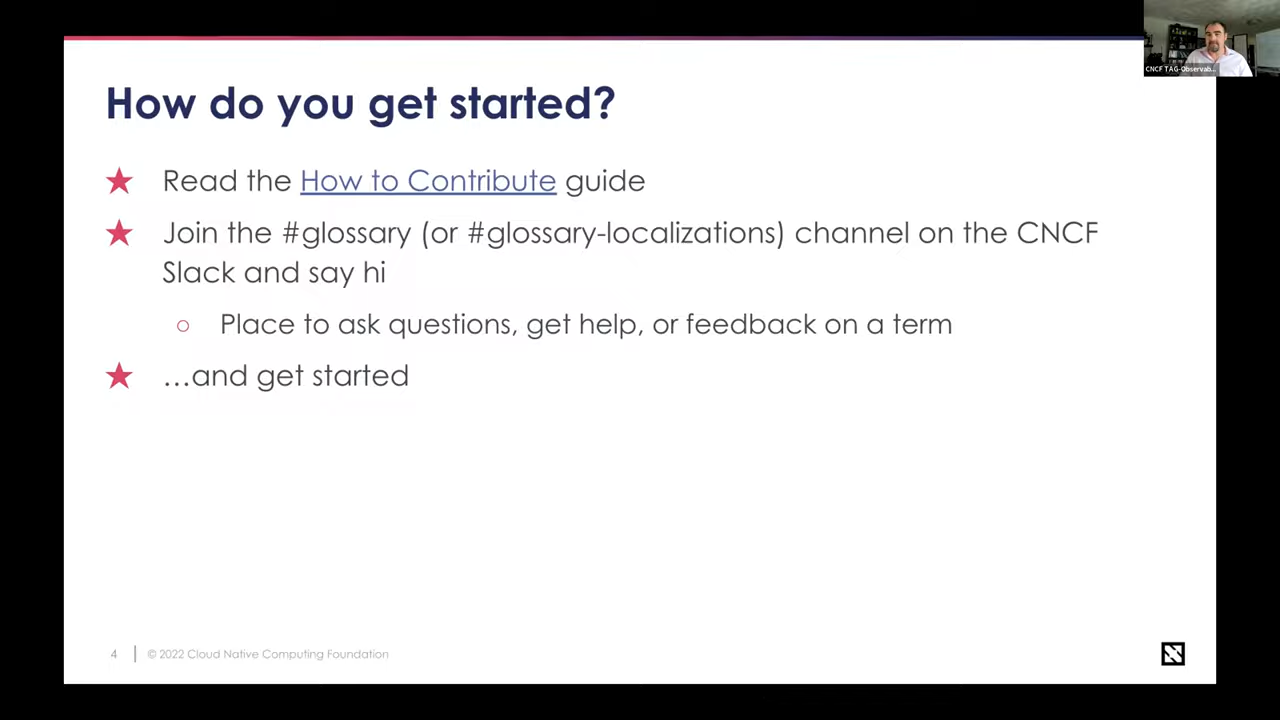 CNCF TAG-Observab...
How do you get started?
★ Read the How to Contribute guide
★ Join the #glossary (or #glossary-localizations) channel on the CNCF
Slack and say hi
○ Place to ask questions, get help, or feedback on a term
★ …and get started
4 | © 2022 Cloud Native Computing Foundation